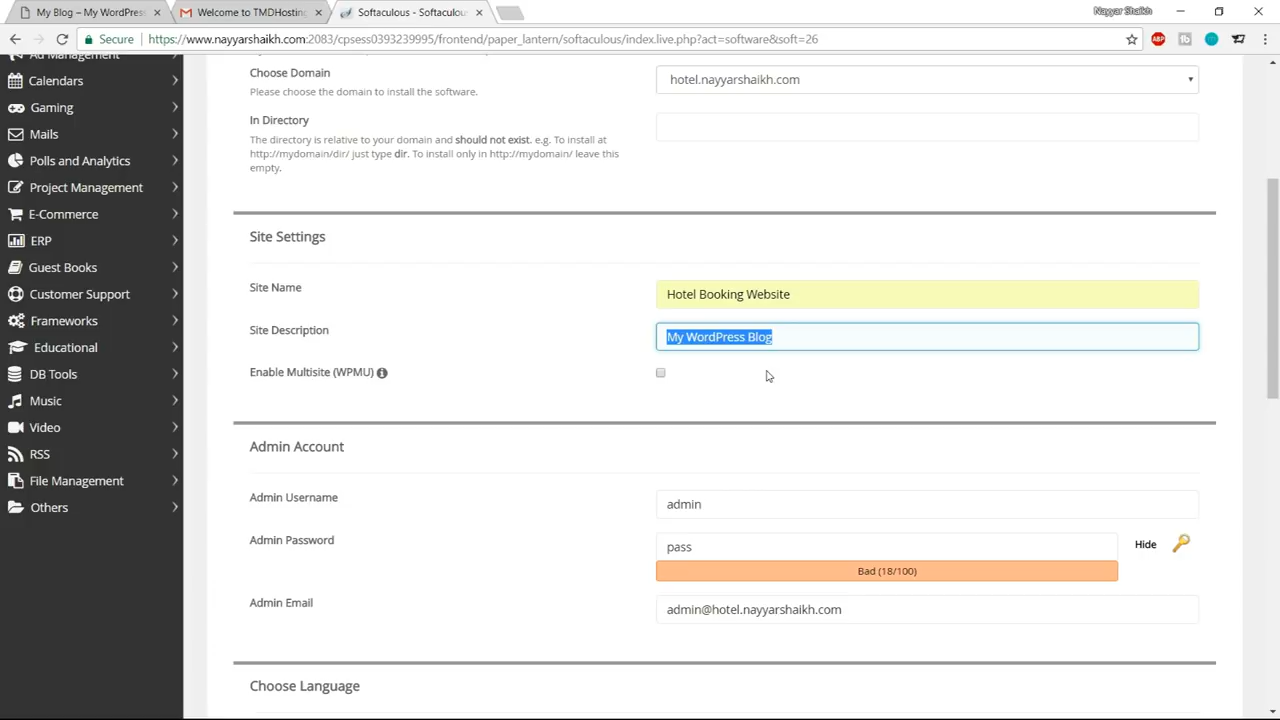 My Blog – My WordPress
Welcome to TMDHosting
Softaculous - Softaculou
Nayyar Shaikh
Secure
https://www.nayyarshaikh.com:2083/cpsess0393239995/frontend/paper_lantern/softaculous/index.live.php?act=software&soft=26
ABP
Ad Management
Calendars
Gaming
Mails
Polls and Analytics
Project Management
E-Commerce
ERP
Guest Books
Customer Support
Frameworks
Educational
DB Tools
Music
Video
RSS
File Management
Others
Choose Domain
Please choose the domain to install the software.
hotel.nayyarshaikh.com
In Directory
The directory is relative to your domain and should not exist. e.g. To install at
http://mydomain/dir/ just type dir. To install only in http://mydomain/ leave this
empty.
Site Settings
Site Name
Hotel Booking Website
Site Description
My WordPress Blog
Enable Multisite (WPMU)
Admin Account
Admin Username
admin
Admin Password
pass
Hide
Bad (18/100)
Admin Email
admin@hotel.nayyarshaikh.com
Choose Language